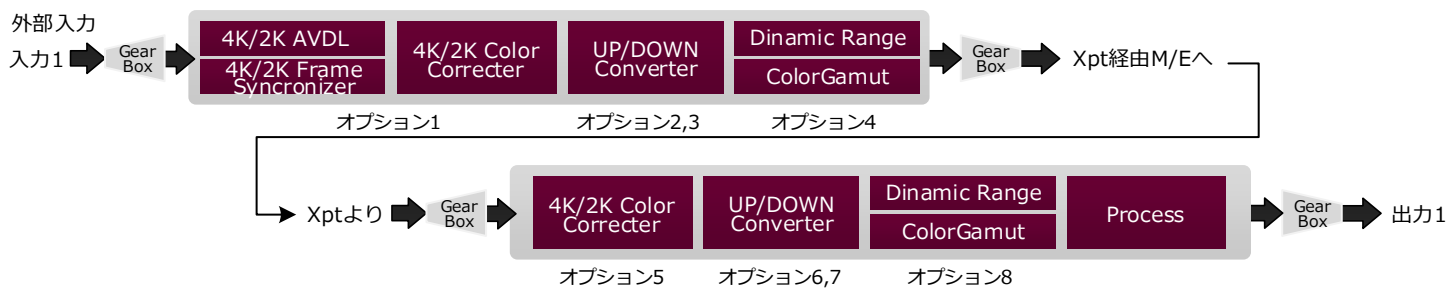 外部入力
入力1
Gear
Box
4K/2K AVDL
4K/2K Frame
Syncronizer
4K/2K Color
Correcter
UP/DOWN
Converter
Dinamic Range
ColorGamut
Gear
Box
Xpt経由M/Eへ
オプション1
オプション2,3
オプション4
Xptより
Gear
Box
4K/2K Color
Correcter
UP/DOWN
Converter
Dinamic Range
ColorGamut
Process
Gear
Box
出力1
オプション5
オプション6,7
オプション8